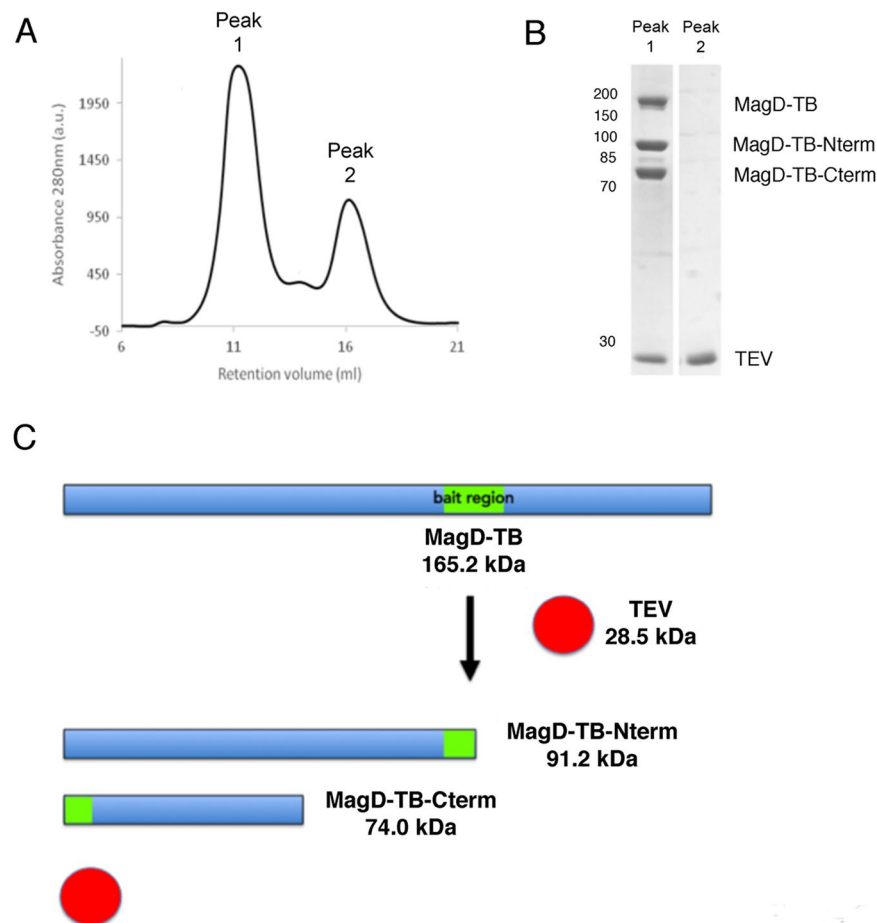 A
Peak
1
Peak
2
Absorbance 280nm (a.u.)
1950
1450
950
450
-50
6 11 16 21
Retention volume (ml)
B
Peak Peak
1 2
200
150
100
85
70
30
MagD-TB
MagD-TB-Nterm
MagD-TB-Cterm
TEV
C
bait region
MagD-TB
165.2 kDa
TEV
28.5 kDa
MagD-TB-Nterm
91.2 kDa
MagD-TB-Cterm
74.0 kDa